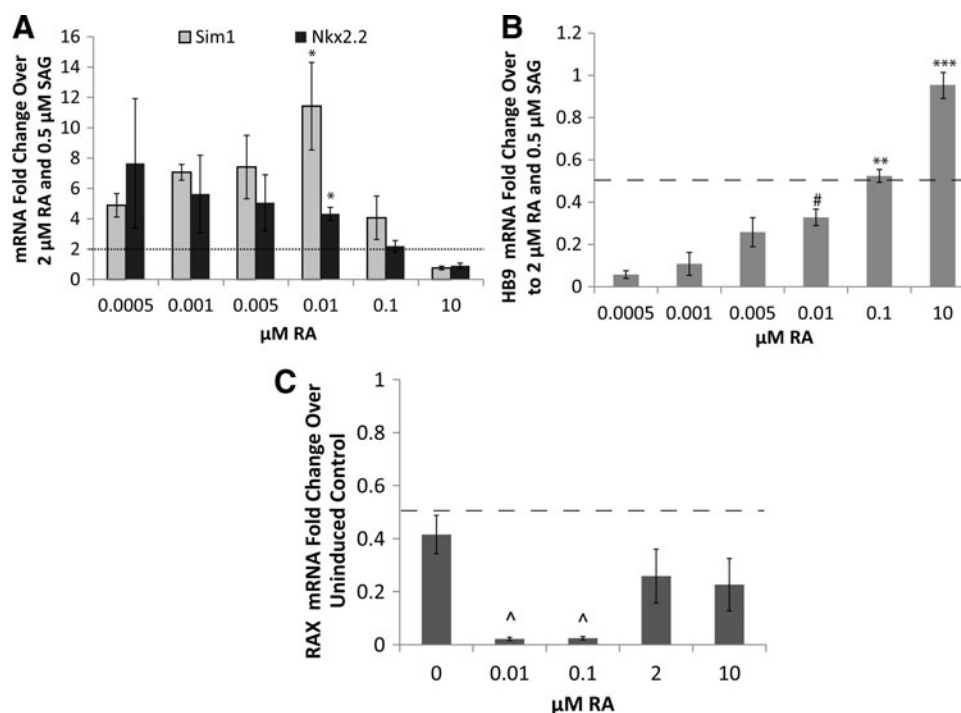 A
mRNA Fold Change Over
2 µM RA and 0.5 µM SAG
Sim1 Nkx2.2
16
14
12
10
8
6
4
2
0
*
*
0.0005 0.001 0.005 0.01 0.1 10
µM RA
B
HB9 mRNA Fold Change Over
to 2 µM RA and 0.5 µM SAG
1.2
1
0.8
0.6
0.4
0.2
0
#
**
***
0.0005 0.001 0.005 0.01 0.1 10
µM RA
C
RAX mRNA Fold Change Over
Uninduced Control
1
0.8
0.6
0.4
0.2
0
^ ^
0 0.01 0.1 2 10
µM RA